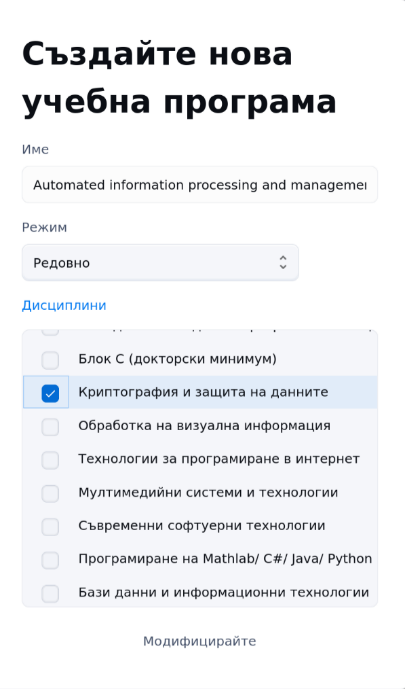 Създайте нова
учебна програма
Име
Automated information processing and manageme
Режим
Редовно
Дисциплини
Блок C (докторски минимум)
Криптография и защита на данните
Обработка на визуална информация
Технологии за програмиране в интернет
Мултимедийни системи и технологии
Съвременни софтуерни технологии
Програмиране на Mathlab/ C#/ Java/ Python
Бази данни и информационни технологии
Модифицирайте